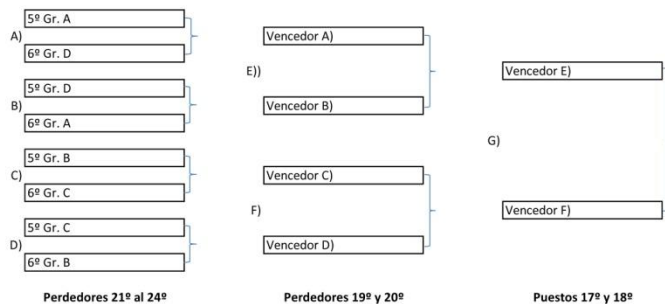 5º Gr. A
A)
6º Gr. D
5º Gr. D
B)
6º Gr. A
5º Gr. B
C)
6º Gr. C
5º Gr. C
D)
6º Gr. B
Perdedores 21º al 24º
Vencedor A)
E))
Vencedor B)
Vencedor C)
F)
Vencedor D)
Perdedores 19º y 20º
Vencedor E)
G)
Vencedor F)
Puestos 17º y 18º